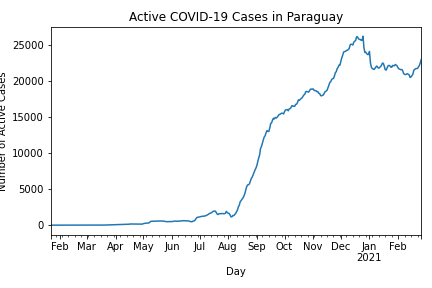 Active COVID-19 Cases in Paraguay
Number of Active Cases
25000
20000
15000
10000
5000
0
Feb Mar Apr May Jun Jul Aug Sep Oct Nov Dec Jan Feb
2021
Day